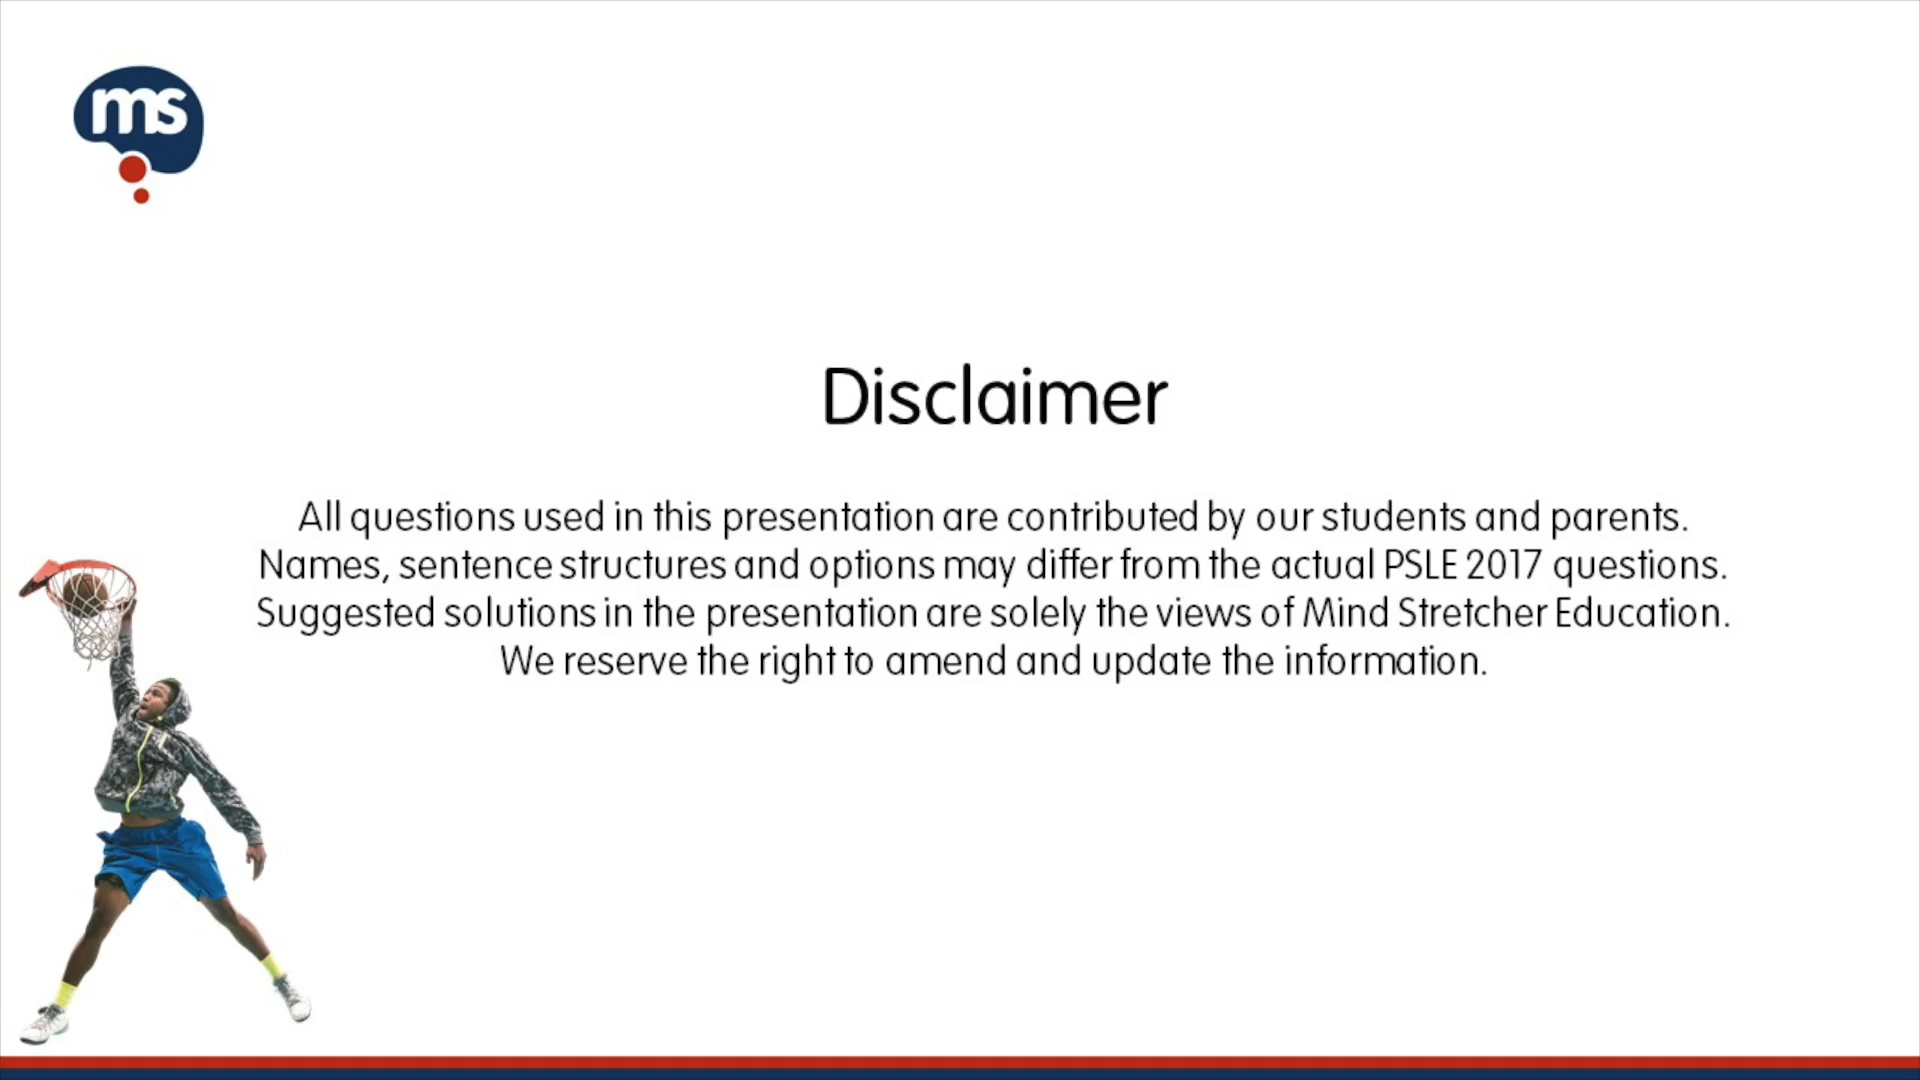 ms
Disclaimer
All questions used in this presentation are contributed by our students and parents.
Names, sentence structures and options may differ from the actual PSLE 2017 questions.
Suggested solutions in the presentation are solely the views of Mind Stretcher Education.
We reserve the right to amend and update the information.